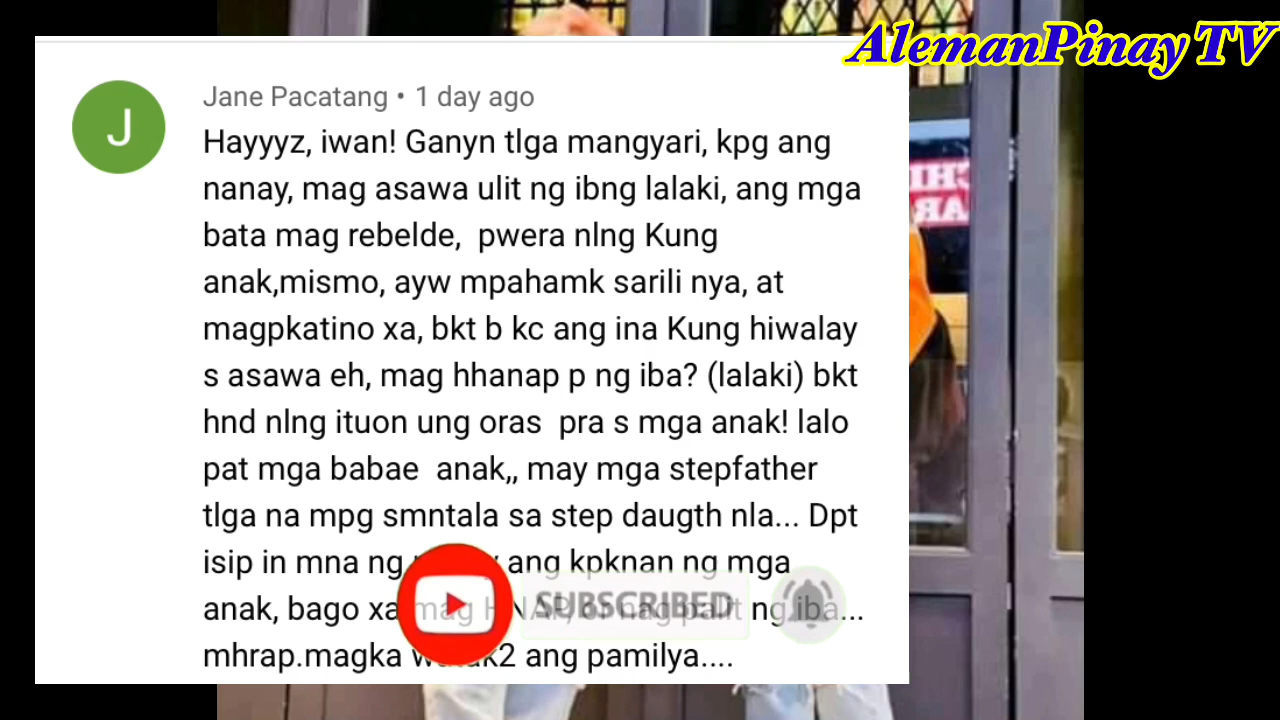 AlemanPinay TV
Jane Pacatang • 1 day ago
J
Hayyyz, iwan! Ganyn tlga mangyari, kpg ang
nanay, mag asawa ulit ng ibng lalaki, ang mga
bata mag rebelde,  pwera nlng Kung
anak,mismo, ayw mpahamk sarili nya, at
magpkatino xa, bkt b kc ang ina Kung hiwalay
s asawa eh, mag hhanap p ng iba? (lalaki) bkt
hnd nlng ituon ung oras  pra s mga anak! lalo
pat mga babae  anak,, may mga stepfather
tlga na mpg smntala sa step daugth nla... Dpt
isip in mna ng ang kpknan ng mga
anak, bago xa mag or nag palit ng iba...
SUBSCRIBED
mhrap.magka ang pamilya....